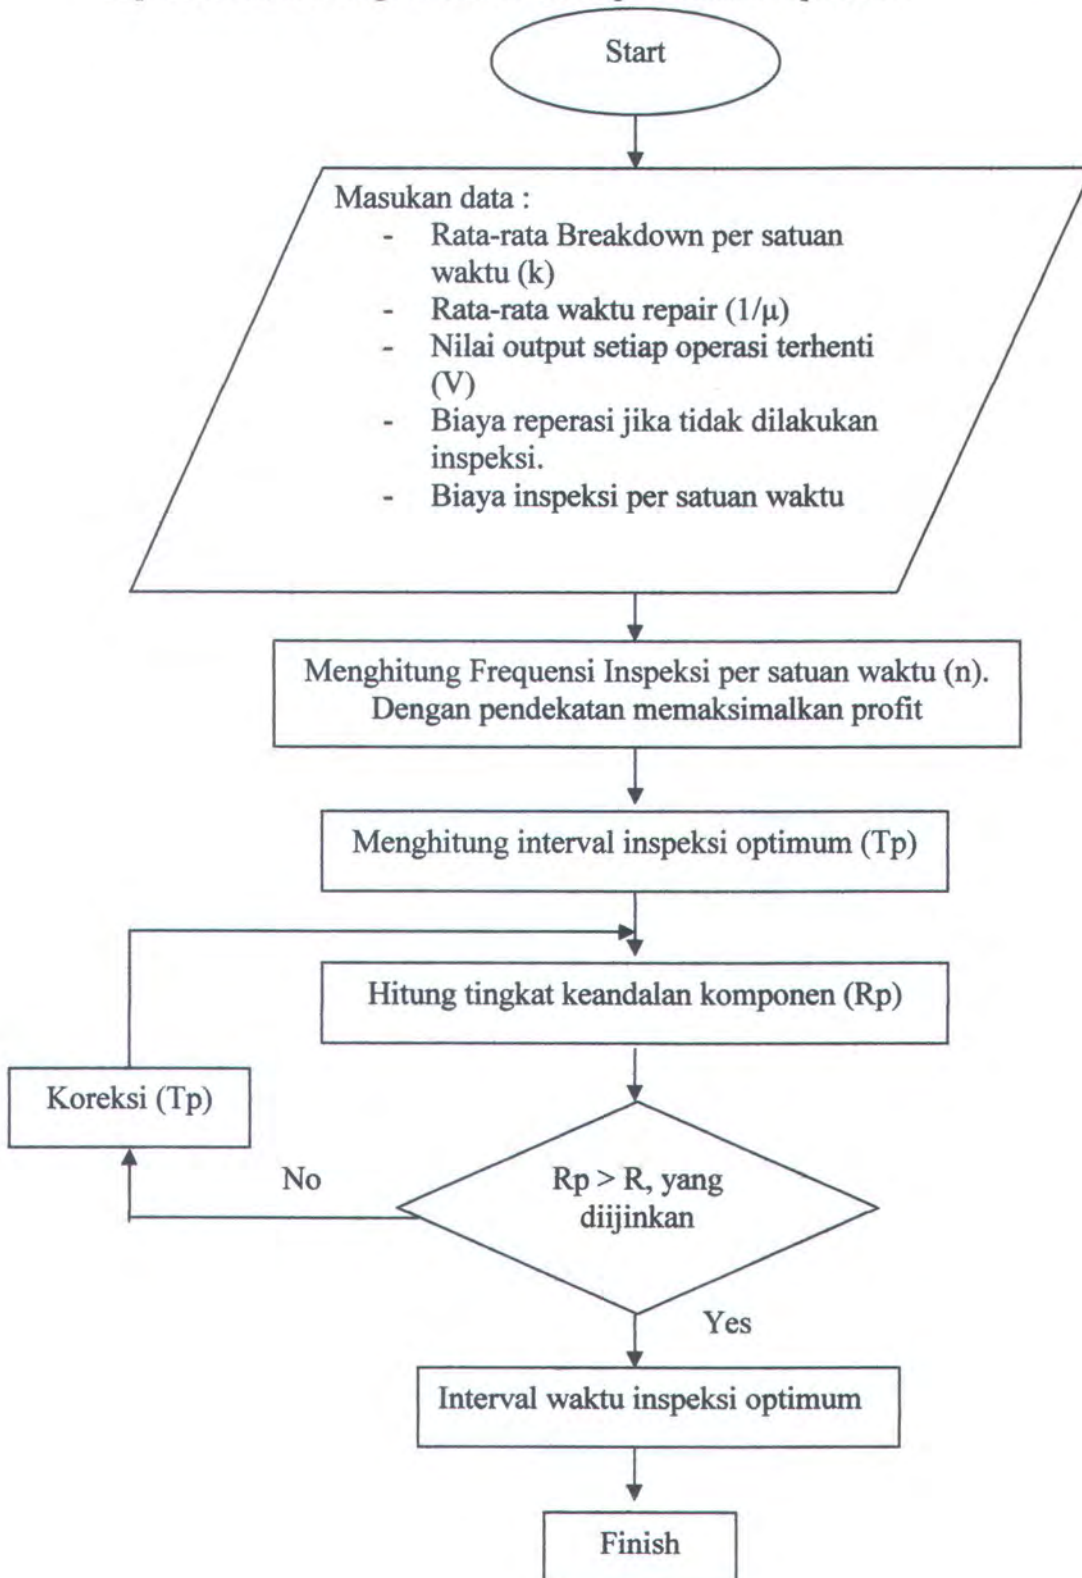 Start
Masukan data :
- Rata-rata Breakdown per satuan
waktu (k)
- Rata-rata waktu repair (1/μ)
- Nilai output setiap operasi terhenti
(V)
- Biaya reperasi jika tidak dilakukan
inspeksi.
- Biaya inspeksi per satuan waktu
Menghitung Frequensi Inspeksi per satuan waktu (n).
Dengan pendekatan memaksimalkan profit
Menghitung interval inspeksi optimum (Tp)
Hitung tingkat keandalan komponen (Rp)
Koreksi (Tp)
No
Rp > R, yang
diijinkan
Yes
Interval waktu inspeksi optimum
Finish